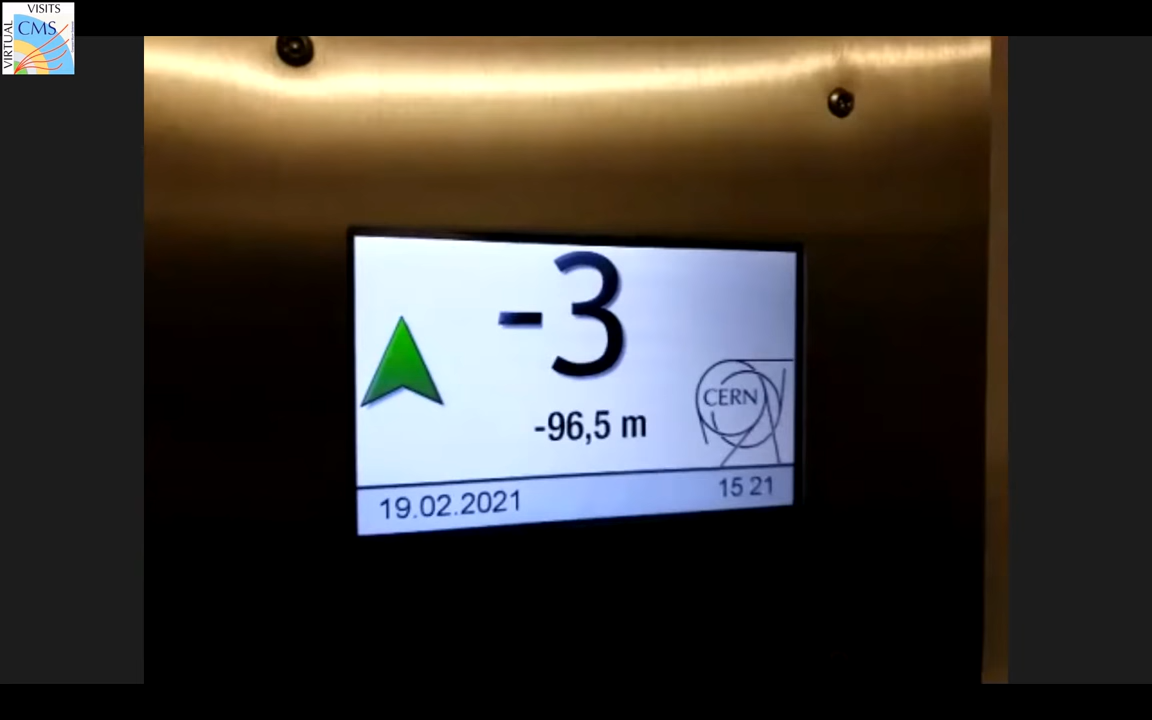 VISITS
VIRTUAL
CMS
-3
-96,5 m
CERN
19.02.2021
15 21